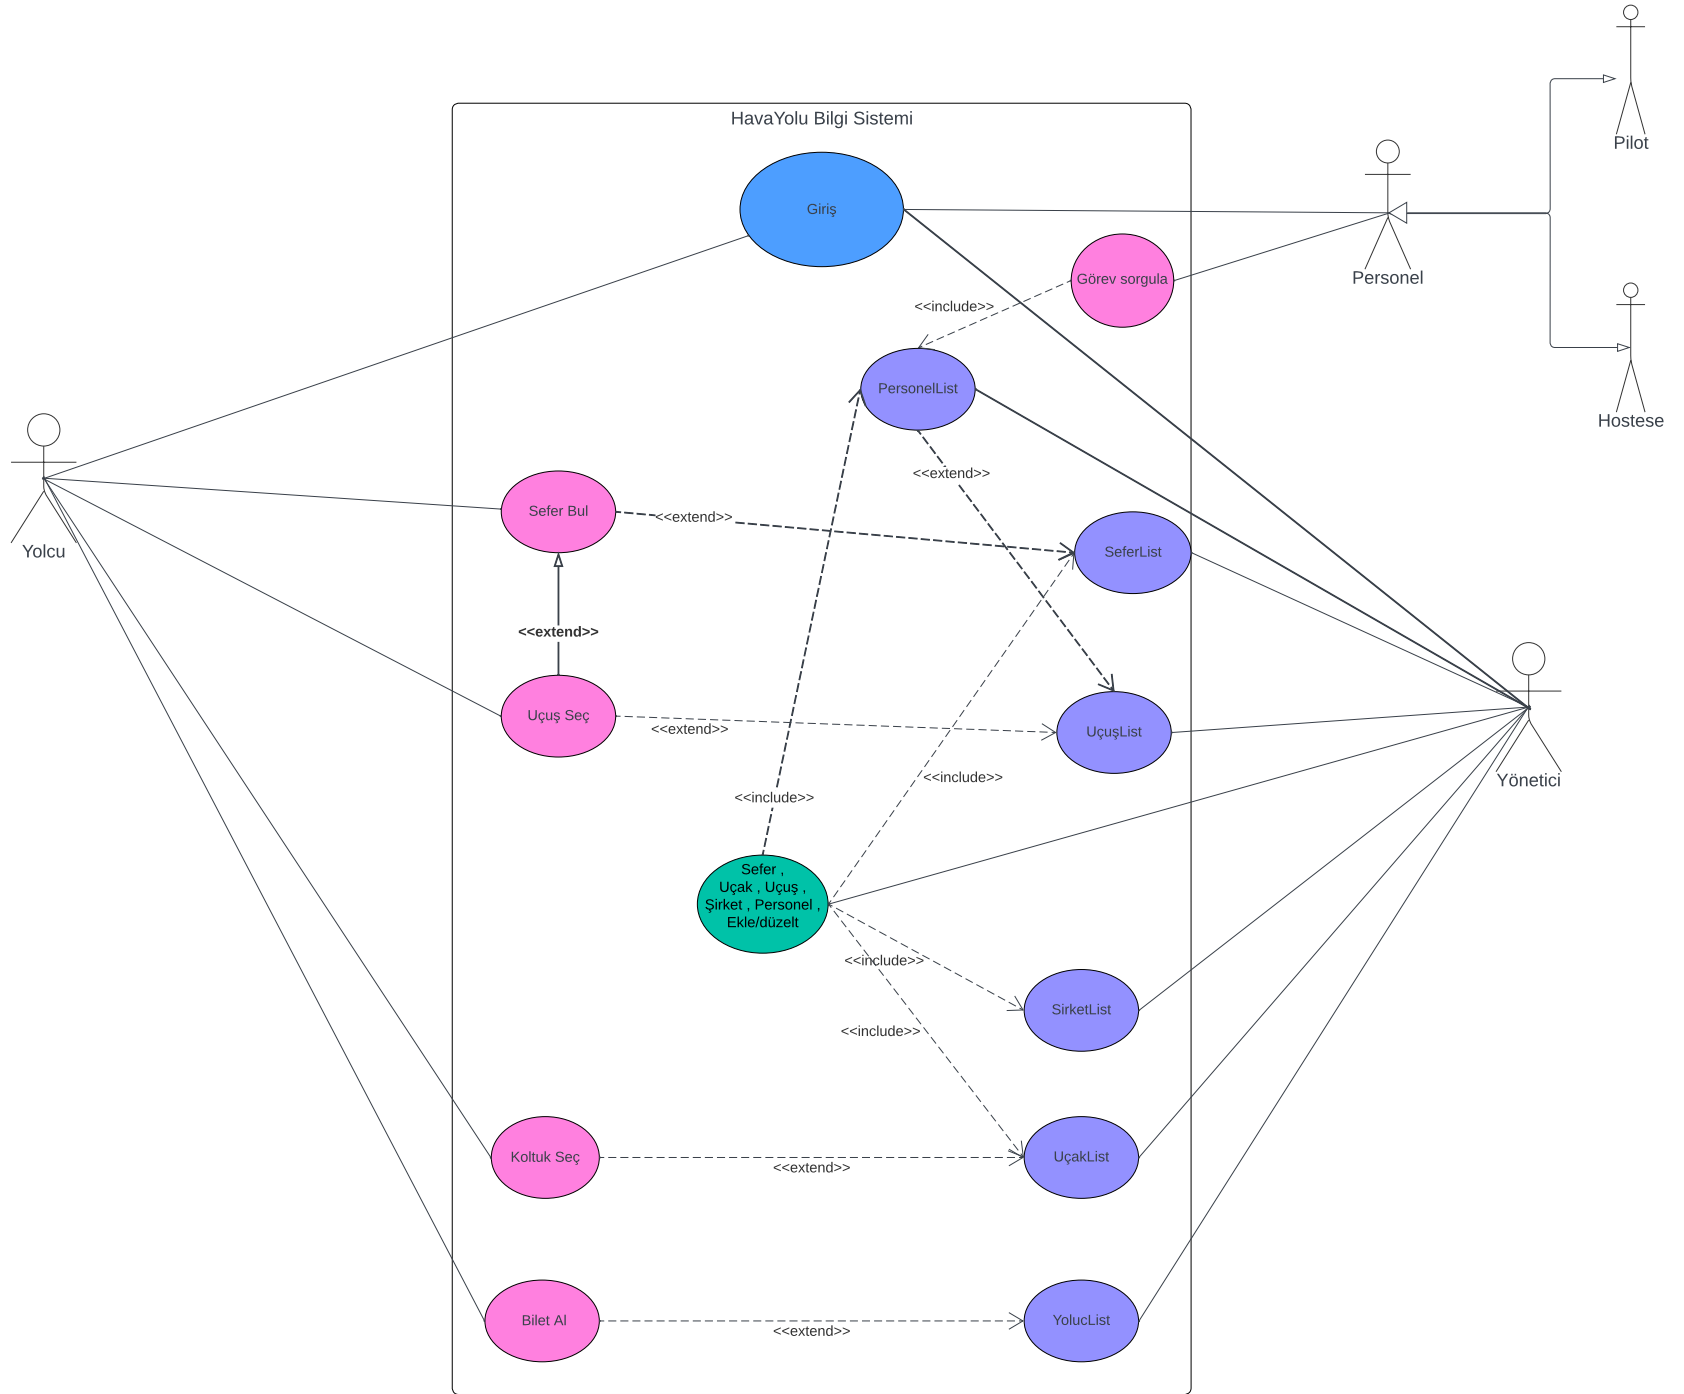 HavaYolu Bilgi Sistemi
Pilot
Giriş
Personel
Görev sorgula
<<include>>
PersonelList
Hostese
<<extend>>
Sefer Bul
<<extend>>
SeferList
Yolcu
<<extend>>
Uçuş Seç
<<extend>>
UçuşList
<<include>>
Yönetici
<<include>>
Sefer ,
Uçak , Uçuş ,
Şirket , Personel ,
Ekle/düzelt
<<include>>
SirketList
<<include>>
Koltuk Seç
<<extend>>
UçakList
Bilet Al
<<extend>>
YolucList